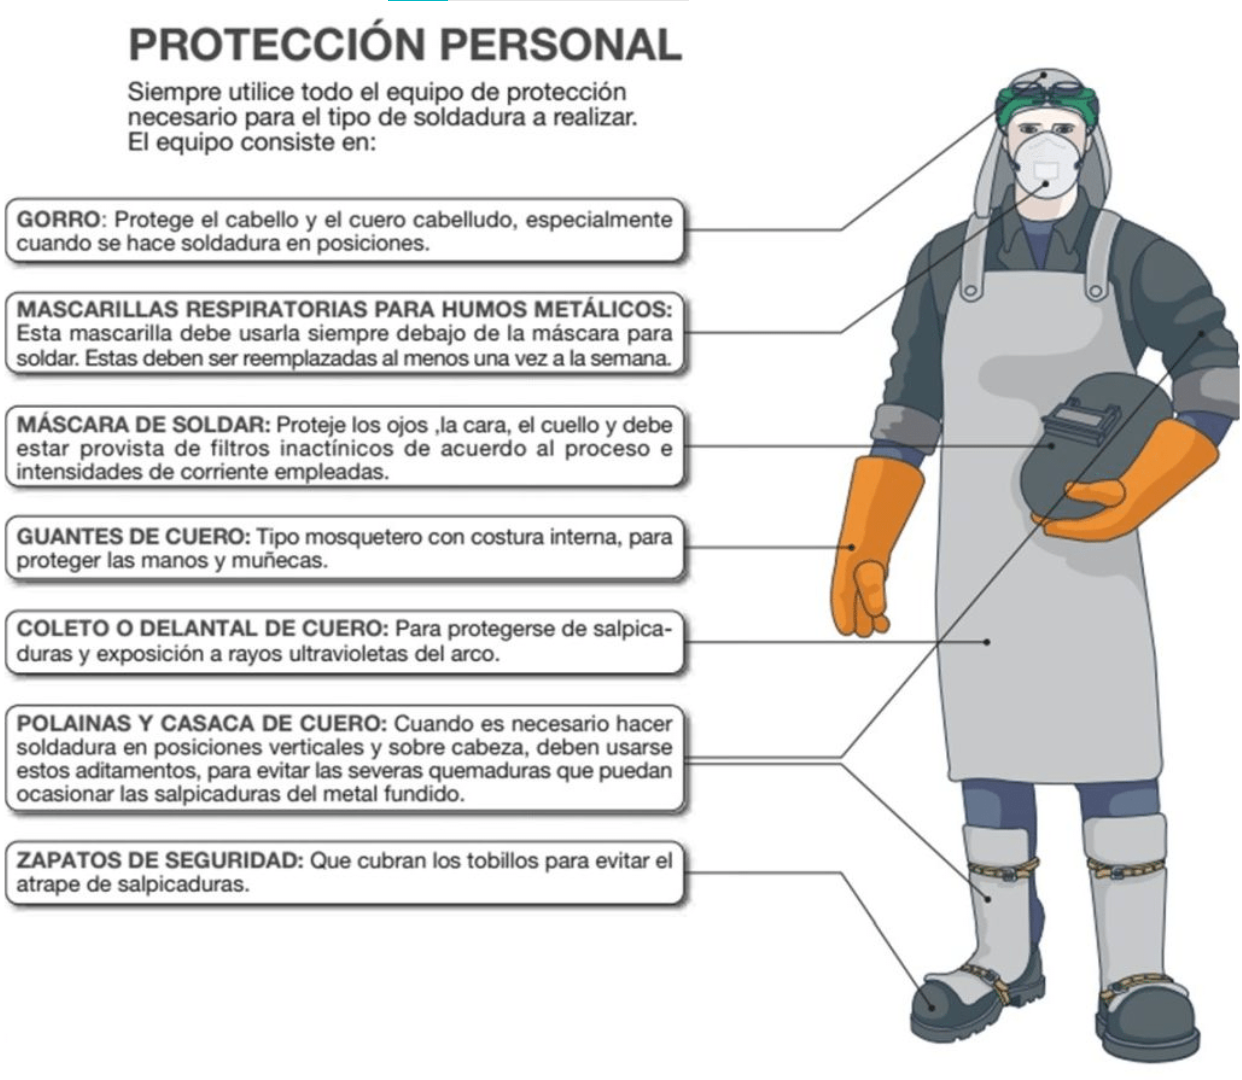 PROTECCIÓN PERSONAL
Siempre utilice todo el equipo de protección
necesario para el tipo de soldadura a realizar.
El equipo consiste en:
GORRO: Protege el cabello y el cuero cabelludo, especialmente
cuando se hace soldadura en posiciones.
MASCARILLAS RESPIRATORIAS PARA HUMOS METÁLICOS:
Esta mascarilla debe usarla siempre debajo de la máscara para
soldar. Estas deben ser reemplazadas al menos una vez a la semana.
MÁSCARA DE SOLDAR: Proteje los ojos ,la cara, el cuello y debe
estar provista de filtros inactínicos de acuerdo al proceso e
intensidades de corriente empleadas.
GUANTES DE CUERO: Tipo mosquetero con costura interna, para
proteger las manos y muñecas.
COLETO O DELANTAL DE CUERO: Para protegerse de salpica-
duras y exposición a rayos ultravioletas del arco.
POLAINAS Y CASACA DE CUERO: Cuando es necesario hacer
soldadura en posiciones verticales y sobre cabeza, deben usarse
estos aditamentos, para evitar las severas quemaduras que puedan
ocasionar las salpicaduras del metal fundido.
ZAPATOS DE SEGURIDAD: Que cubran los tobillos para evitar el
atrape de salpicaduras.